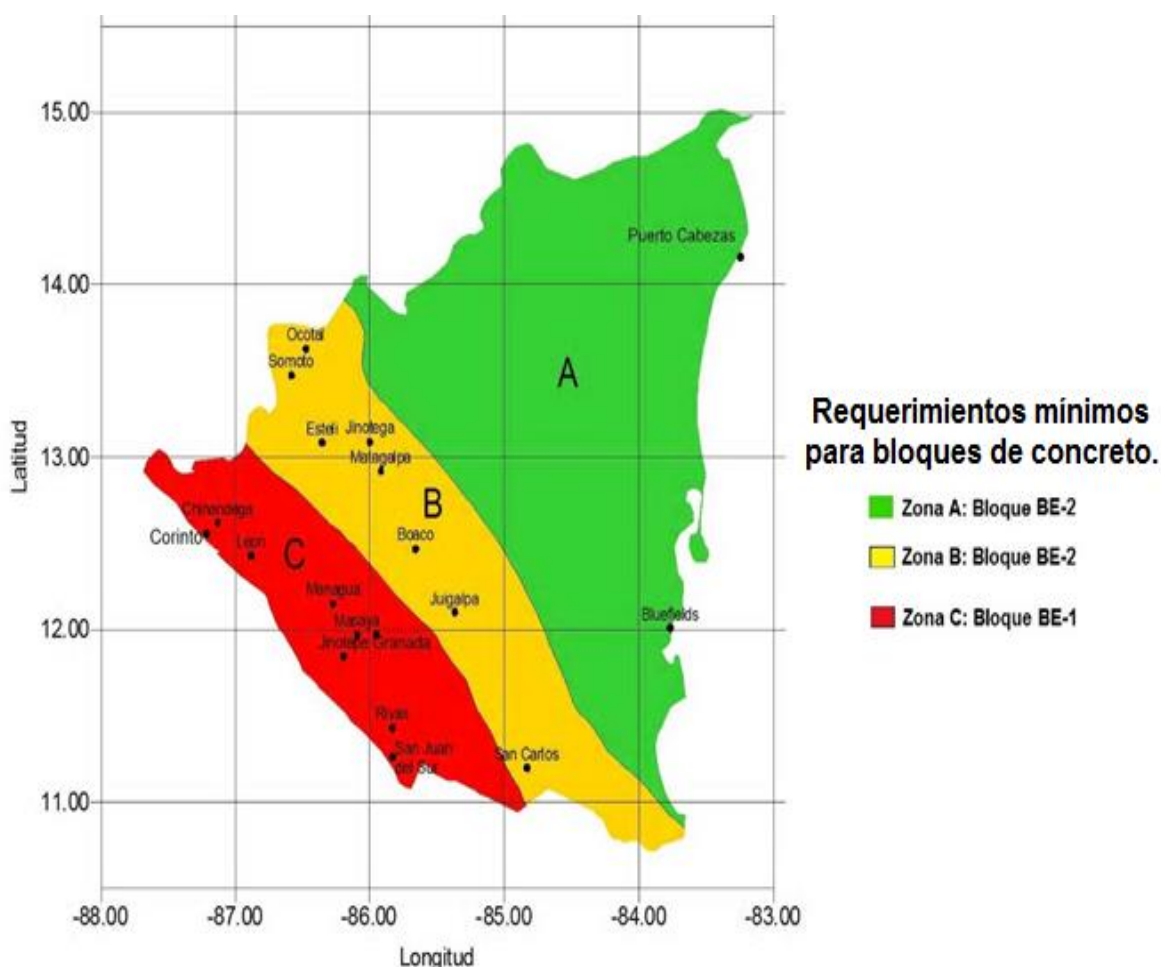 15.00
14.00
13.00
12.00
11.00
Latitud
-88.00 -87.00 -86.00 -85.00 -84.00 -83.00
Longitud
Puerto Cabezas
A
Ocotal
Somoto
Esteli Jinotega
Matagalpa
B
Boaco
Juigalpa
Chinandega
Corinto
Leon
C
Managua
Masaya
Jinotepe Granada
Rivas
San Juan
del Sur
San Carlos
Bluefields
Requerimientos mínimos
para bloques de concreto.
Zona A: Bloque BE-2
Zona B: Bloque BE-2
Zona C: Bloque BE-1